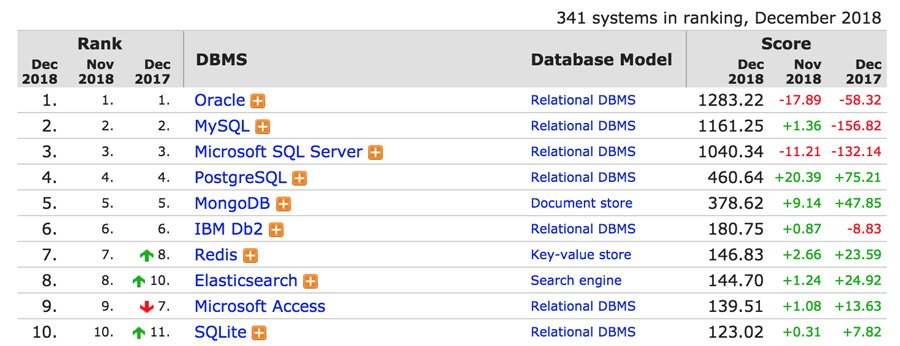 341 systems in ranking, December 2018
Rank DBMS Database Model Score
Dec 2018 Nov 2018 Dec 2017 Dec 2018 Nov 2018 Dec 2017
1. 1. 1. Oracle + Relational DBMS 1283.22 -17.89 -58.32
2. 2. 2. MySQL + Relational DBMS 1161.25 +1.36 -156.82
3. 3. 3. Microsoft SQL Server + Relational DBMS 1040.34 -11.21 -132.14
4. 4. 4. PostgreSQL + Relational DBMS 460.64 +20.39 +75.21
5. 5. 5. MongoDB + Document store 378.62 +9.14 +47.85
6. 6. 6. IBM Db2 + Relational DBMS 180.75 +0.87 -8.83
7. 7. 8. Redis + Key-value store 146.83 +2.66 +23.59
8. 8. 10. Elasticsearch + Search engine 144.70 +1.24 +24.92
9. 9. 7. Microsoft Access Relational DBMS 139.51 +1.08 +13.63
10. 10. 11. SQLite + Relational DBMS 123.02 +0.31 +7.82